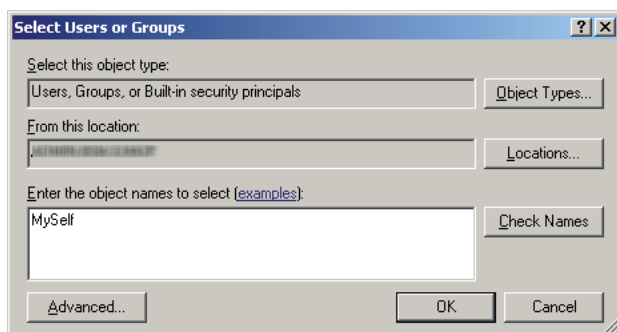 Select Users or Groups
Select this object type:
Users, Groups, or Built-in security principals
Object Types...
From this location:
Locations...
Enter the object names to select (examples):
MySelf
Check Names
Advanced...
OK
Cancel